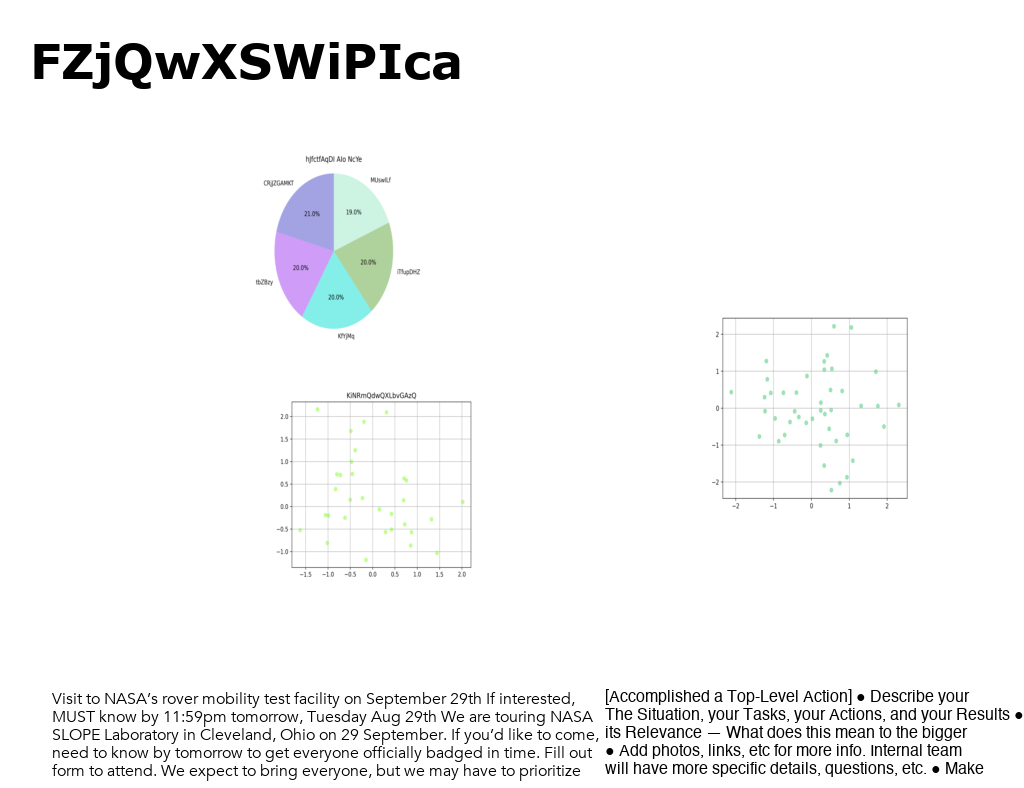 FZjQwXSWiPIca
CRJJZGAMKT
21.0%
19.0%
20.0%
20.0%
20.0%
tbZBzy
iTfupDHZ
KiNRmQdwQXLbvGAzQ
2.0
1.5
1.0
0.5
0.0
−0.5
−1.0
−1.5 −1.0 −0.5 0.0 0.5 1.0 1.5 2.0
2
1
0
−1
−2
−2 −1 0 1 2
Visit to NASA’s rover mobility test facility on September 29th If interested,
MUST know by 11:59pm tomorrow, Tuesday Aug 29th We are touring NASA
SLOPE Laboratory in Cleveland, Ohio on 29 September. If you’d like to come,
need to know by tomorrow to get everyone officially badged in time. Fill out
form to attend. We expect to bring everyone, but we may have to prioritize
[Accomplished a Top-Level Action] ● Describe your
The Situation, your Tasks, your Actions, and your Results ●
its Relevance — What does this mean to the bigger
● Add photos, links, etc for more info. Internal team
will have more specific details, questions, etc. ● Make